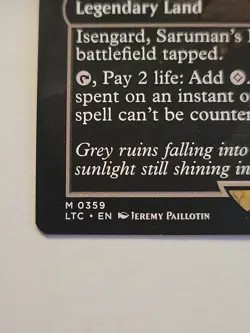 Legendary Land
Isengard, Saruman's
battlefield tapped.
, Pay 2 life: Add
spent on an instant o
spell can't be counter
Grey ruins falling into
sunlight still shining in
M 0359
LTC • EN Jeremy Paillotin